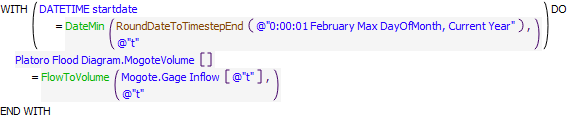 WITH ( DATETIME startdate
= DateMin ( RoundDateToTimestepEnd ( @"0:00:01 February Max DayOfMonth, Current Year" ) ,
@"t" ) ) DO
Platoro Flood Diagram.MogoteVolume []
= FlowToVolume ( Mogote.Gage Inflow [ @"t" ] ,
@"t" )
END WITH